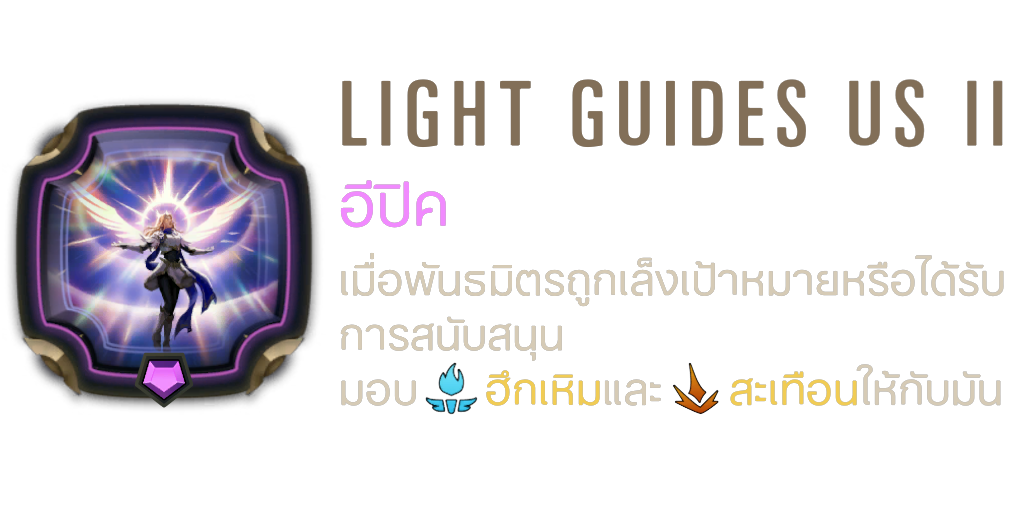 LIGHT GUIDES US II
อีปิค
เมื่อพันธมิตรถูกเล็งเป้าหมายหรือได้รับ
การสนับสนุน
มอบ ฮึกเหิมและ สะเทือนให้กับมัน